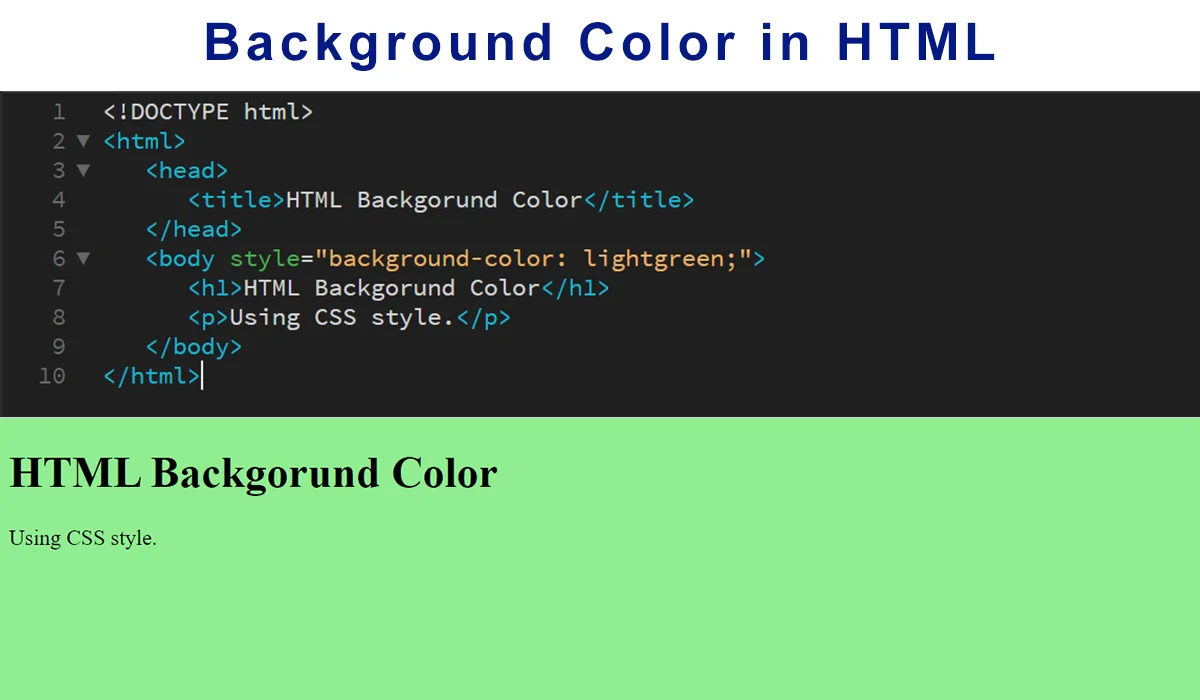 Background Color in HTML
1 <!DOCTYPE html>
2 ▼ <html>
3 ▼ <head>
4 <title>HTML Backgorund Color</title>
5 </head>
6 ▼ <body style="background-color: lightgreen;">
7 <h1>HTML Backgorund Color</h1>
8 <p>Using CSS style.</p>
9 </body>
10 </html>
HTML Backgorund Color
Using CSS style.